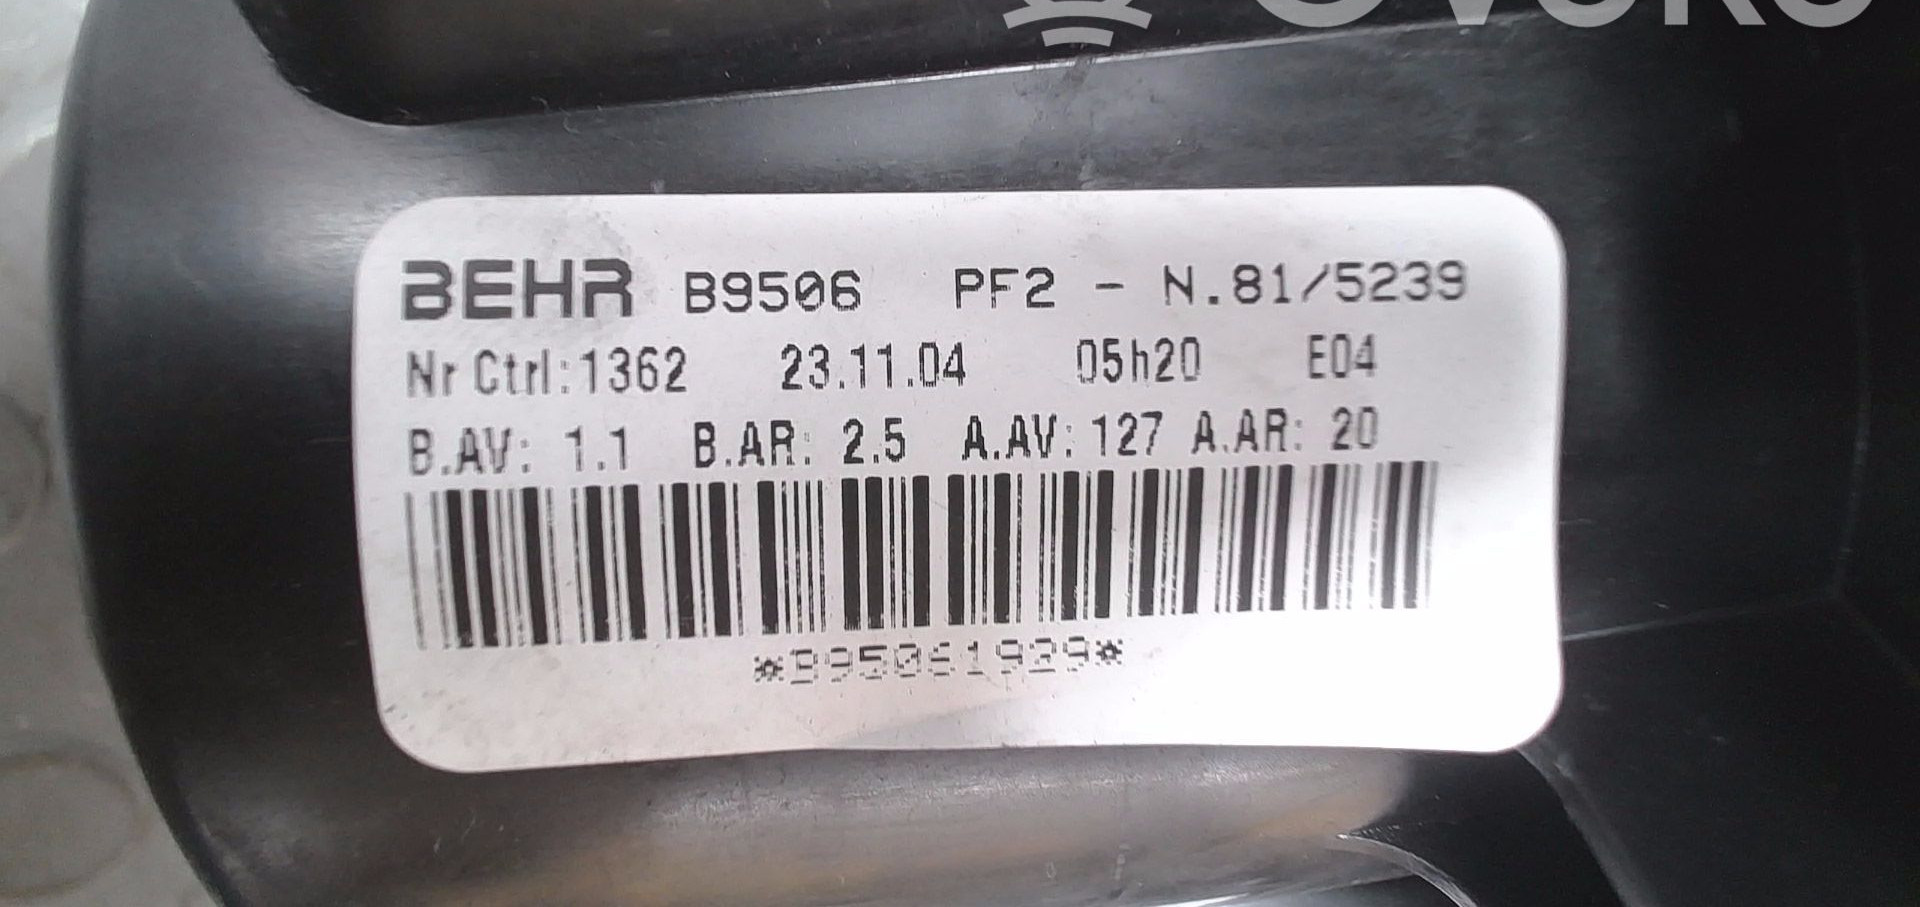 BEHR B9506 PF2 - N.81/5239
Nr Ctrl:1362 23.11.04 05h20 E04
B.AV: 1.1 B.AR: 2.5 A.AV: 127 A.AR: 20
*B95061929*